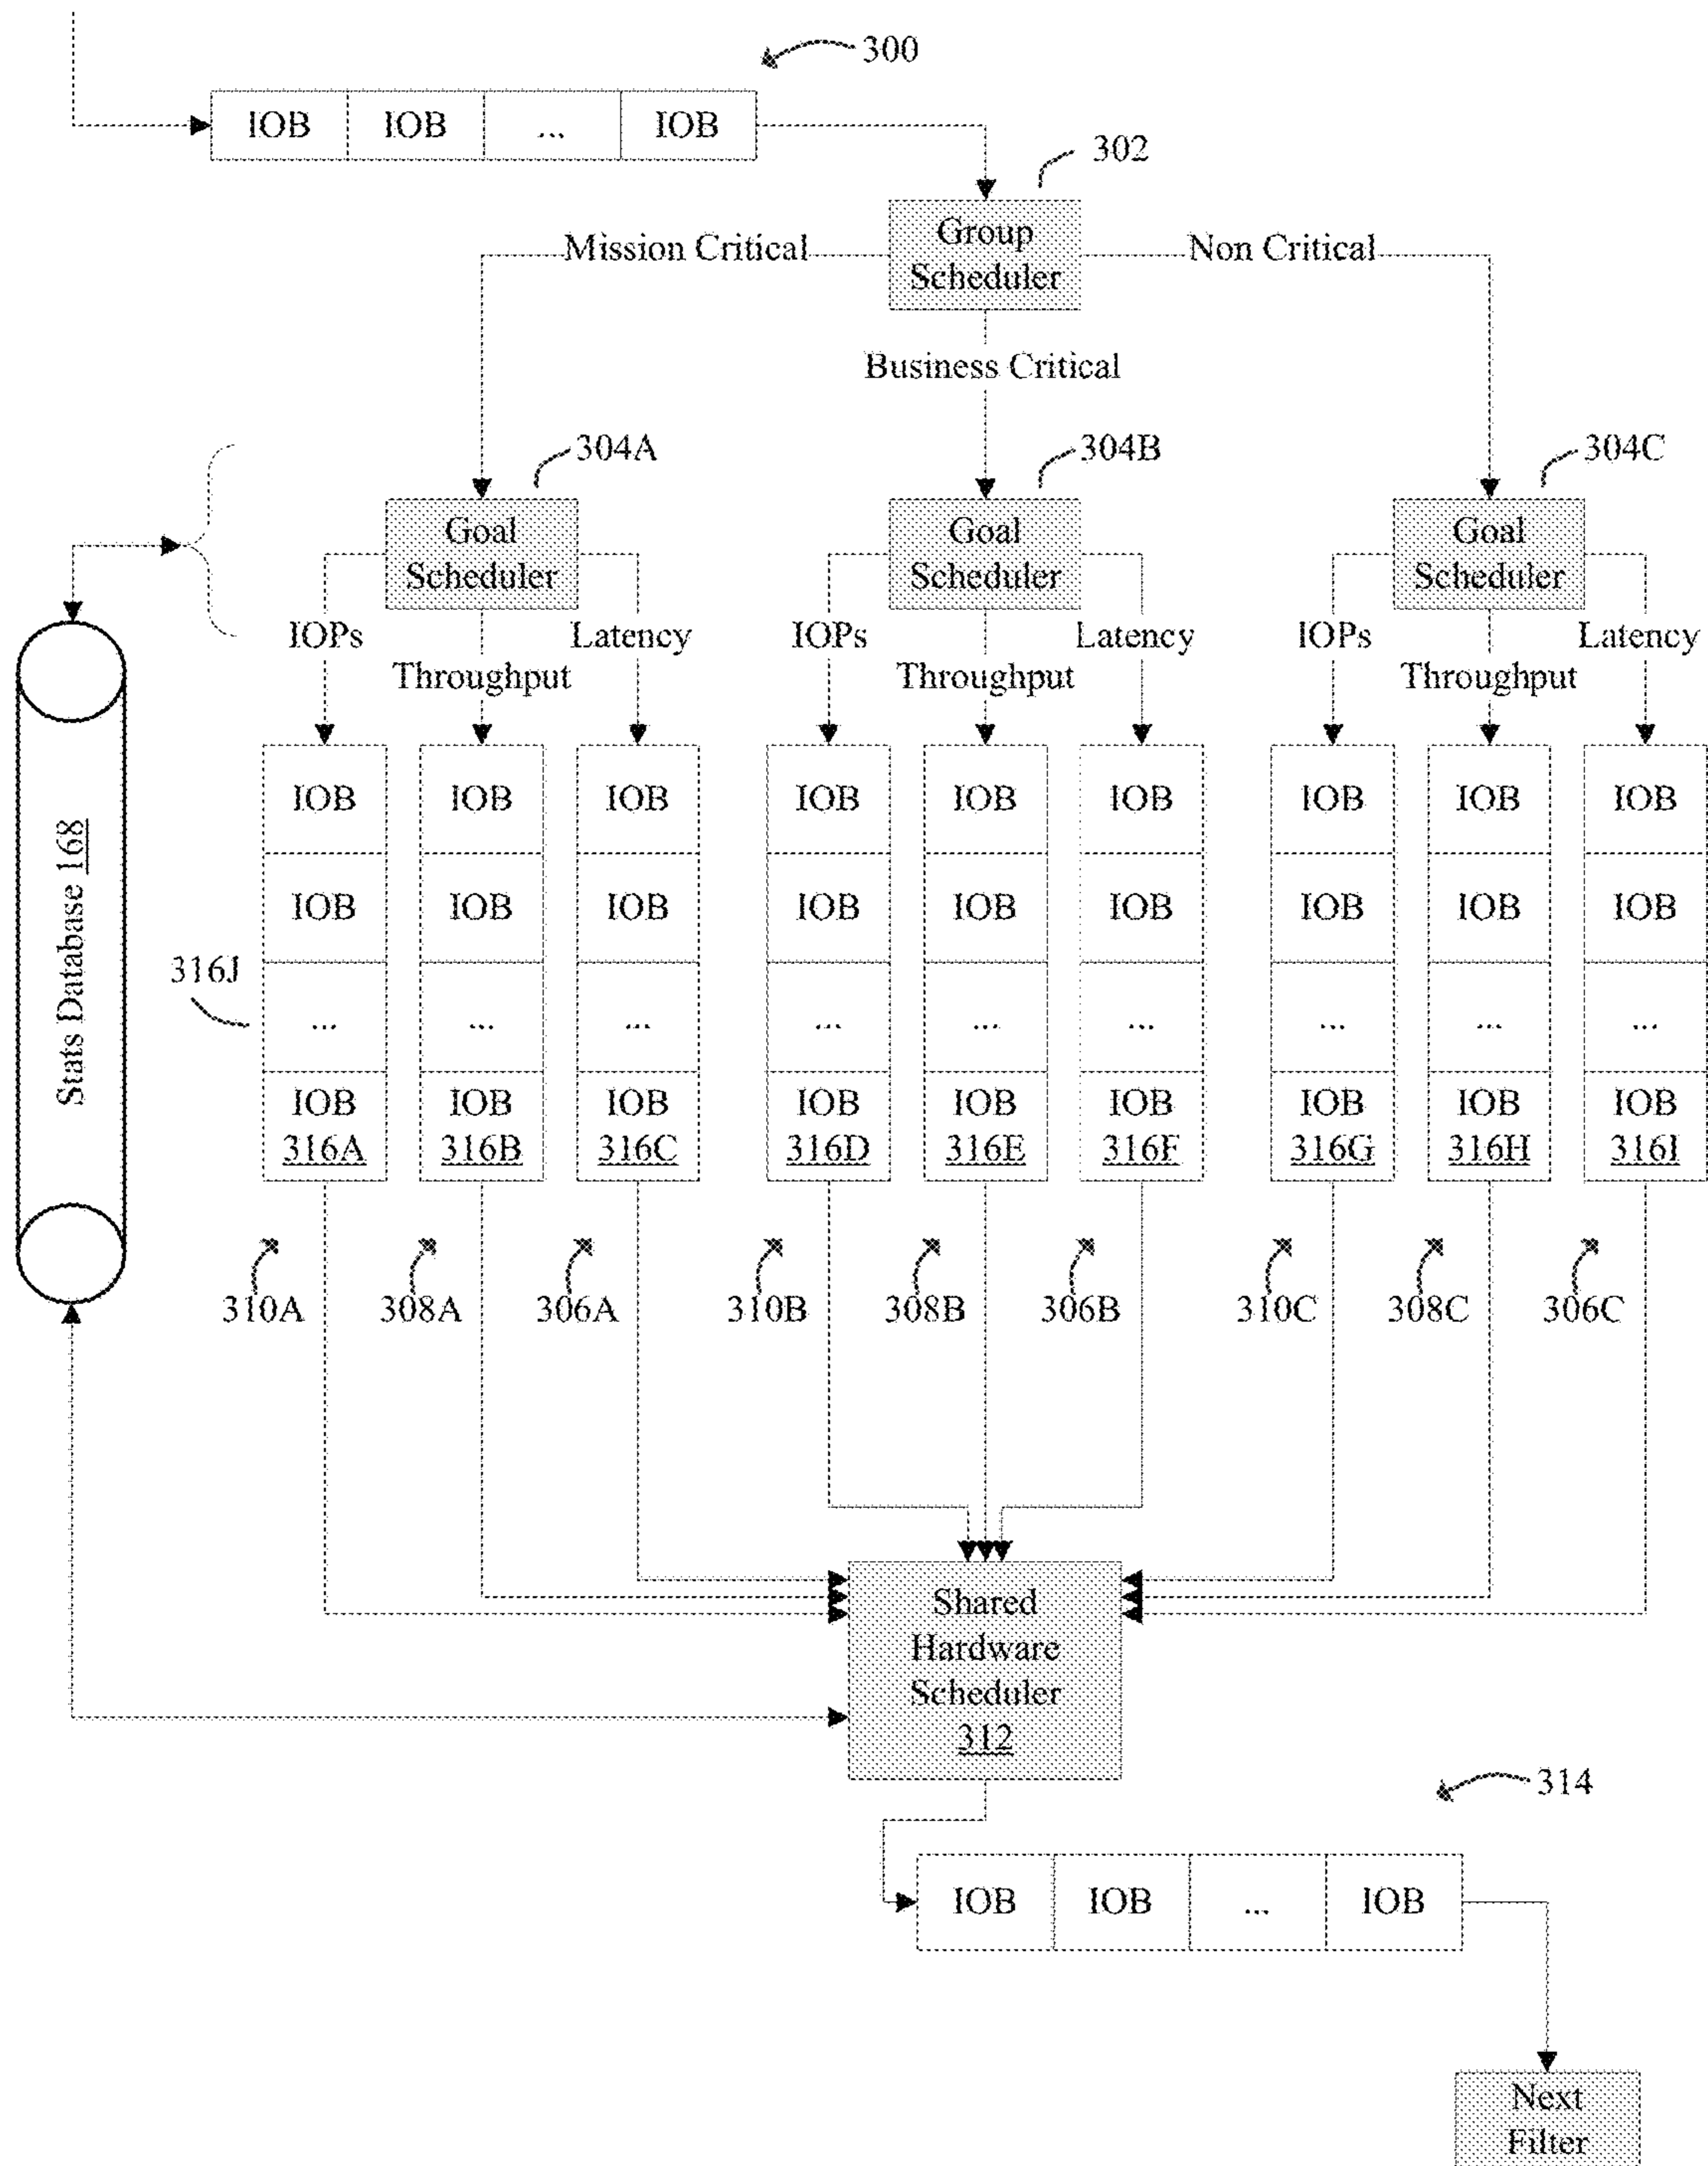 300
IOB IOB ... IOB
302
Group
Scheduler
Mission Critical
Non Critical
Business Critical
304A
304B
304C
Goal
Scheduler
Goal
Scheduler
Goal
Scheduler
IOPs
Latency
Throughput
IOPs
Latency
Throughput
IOPs
Latency
Throughput
Stats Database 168
316J
IOB IOB IOB IOB IOB IOB IOB IOB IOB
IOB IOB IOB IOB IOB IOB IOB IOB IOB
... ... ... ... ... ... ... ... ...
IOB IOB IOB IOB IOB IOB IOB IOB IOB
316A 316B 316C 316D 316E 316F 316G 316H 316I
310A 308A 306A 310B 308B 306B 310C 308C 306C
Shared
Hardware
Scheduler
312
314
IOB IOB ... IOB
Next
Filter